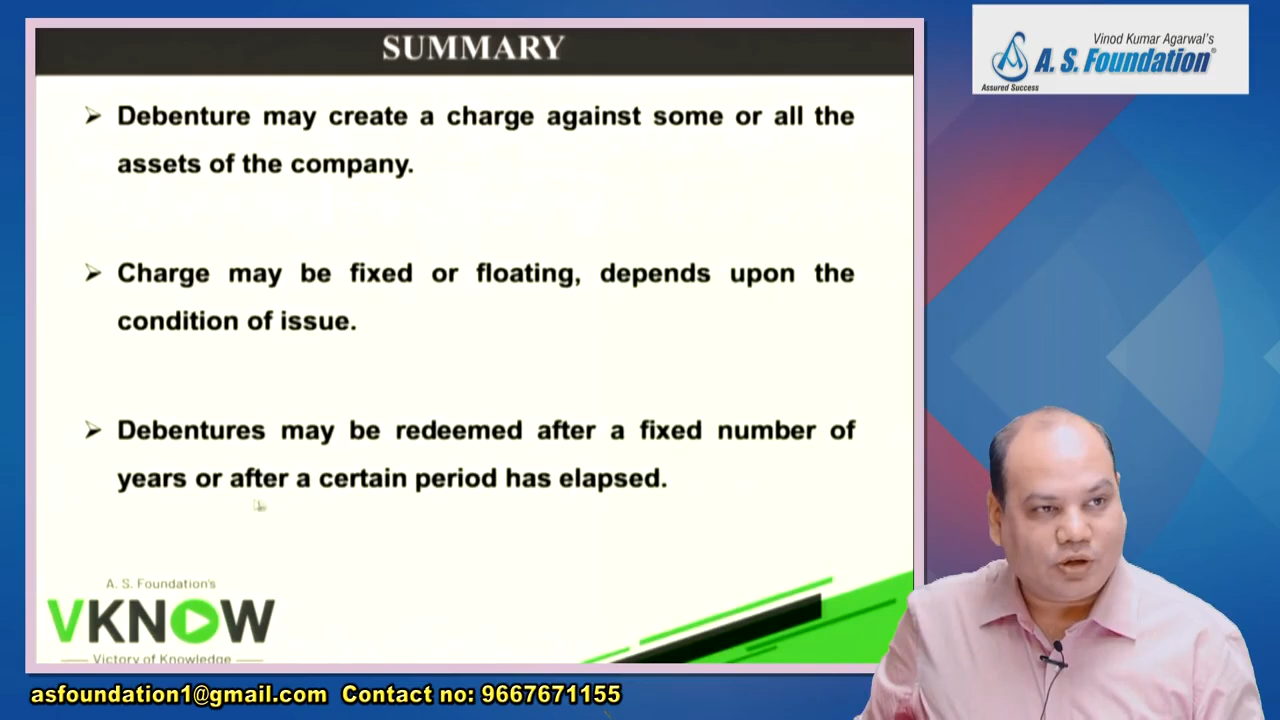 SUMMARY
Vinod Kumar Agarwal's
A. S. Foundation®
Assured Success
➢ Debenture may create a charge against some or all the
assets of the company.
➢ Charge may be fixed or floating, depends upon the
condition of issue.
➢ Debentures may be redeemed after a fixed number of
years or after a certain period has elapsed.
A. S. Foundation's
VKNOW
Victory of Knowledge
asfoundation1@gmail.com Contact no: 9667671155